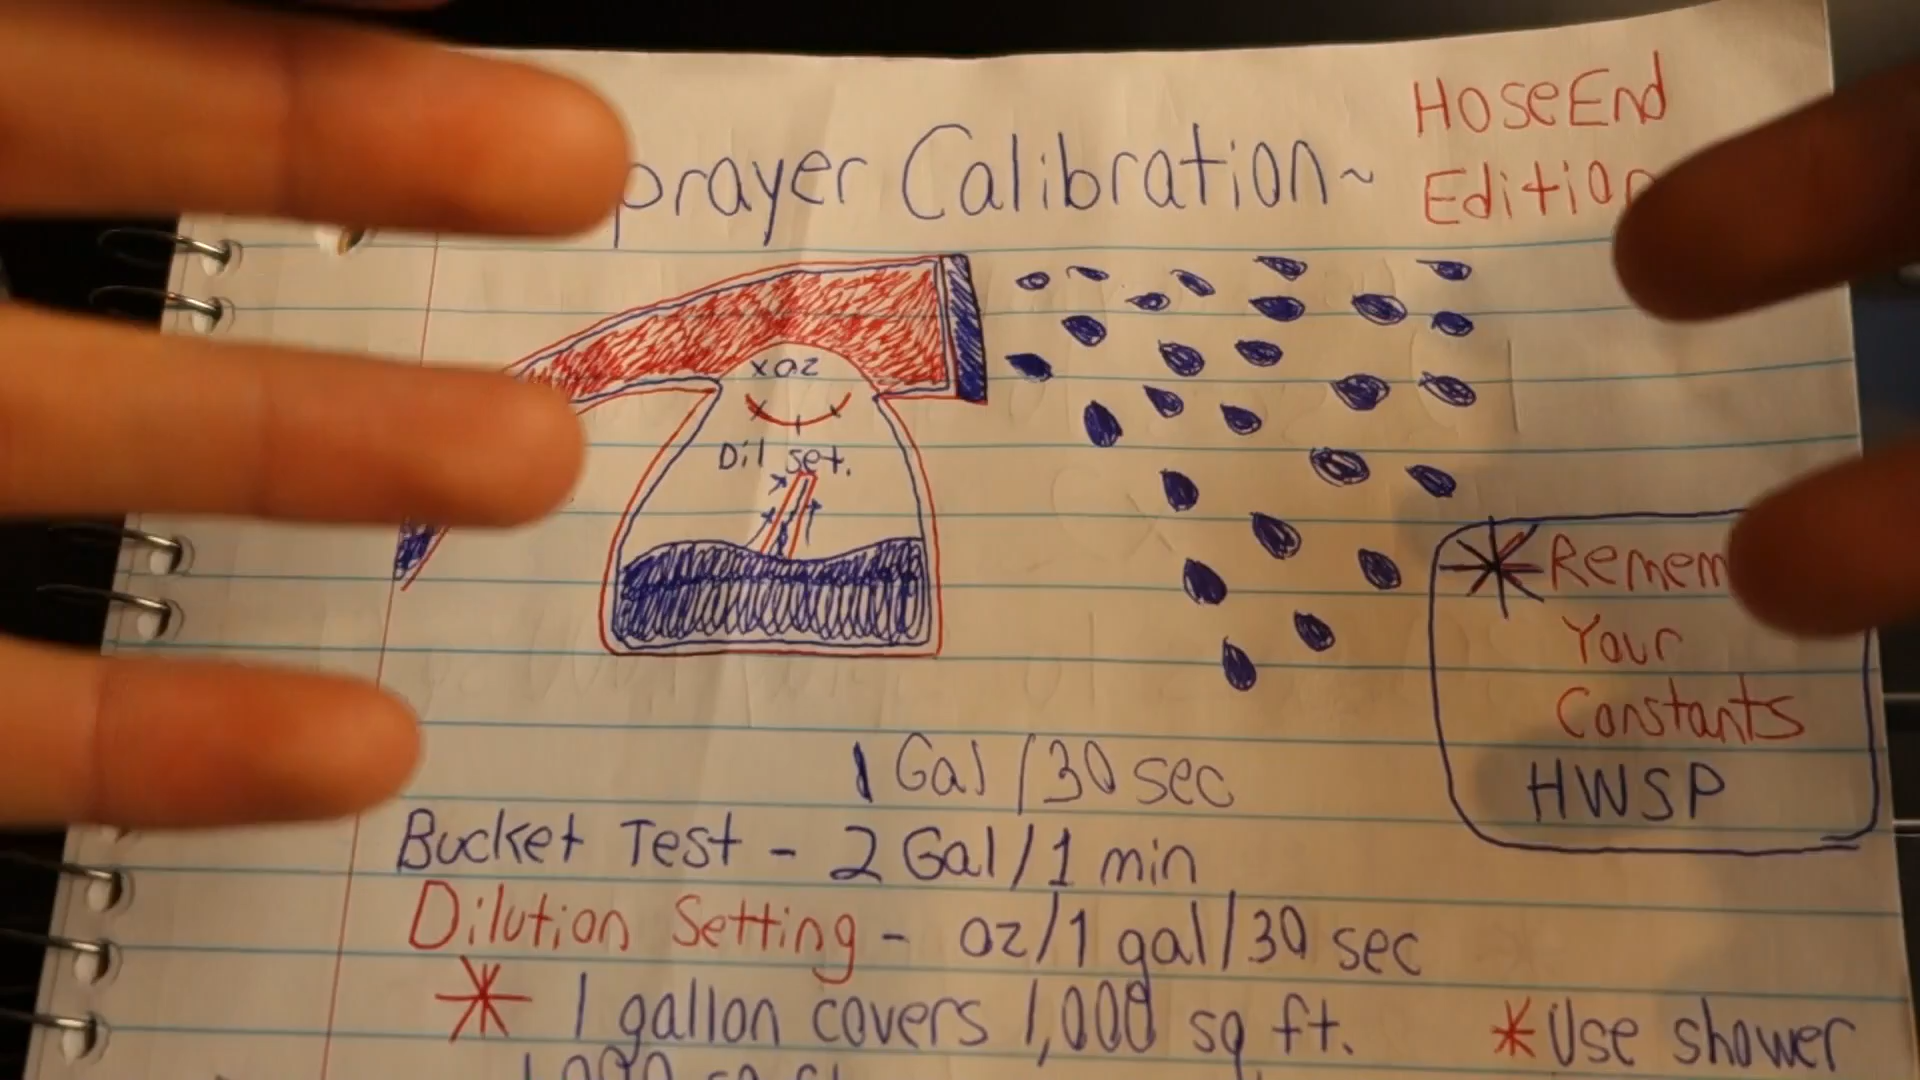 HoseEnd
prayer Calibration~ Edition
xoz
Dil set.
*Remem
Your
Constants
HWSP
1 Gal/30 sec
Bucket Test - 2 Gal/1 min
Dilution Setting - oz/1 gal/30 sec
* 1 gallon covers 1,000 sq ft.
*Use shower